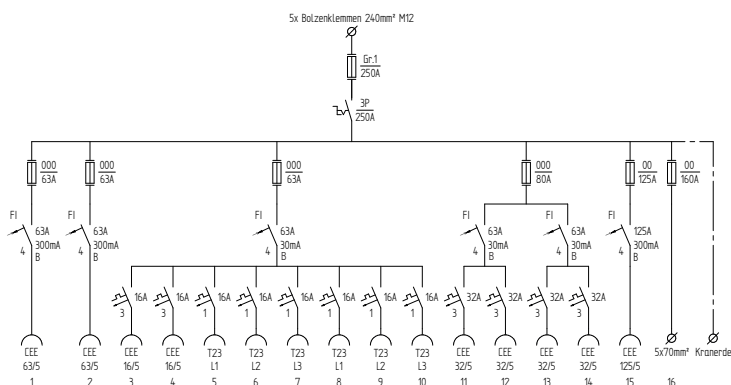 5x Bolzenklemmen 240mm² M12
Gr.1
250A
3P
250A
000 000 000 000 00 00
63A 63A 63A 80A 125A 160A
FI FI FI FI FI FI
63A 63A 63A 63A 63A 125A
300mA 300mA 30mA 30mA 30mA 300mA
4 4 4 4 4 4
B B B B B B
16A 16A 16A 16A 16A 16A 16A 16A 32A 32A 32A 32A
3 3 1 1 1 1 1 1 3 3 3 3
CEE CEE CEE CEE T23 T23 T23 T23 T23 T23 CEE CEE CEE CEE CEE 5x70mm² Kranerde
63/5 63/5 16/5 16/5 L1 L2 L3 L1 L2 L3 32/5 32/5 32/5 32/5 125/5
1 2 3 4 5 6 7 8 9 10 11 12 13 14 15 16